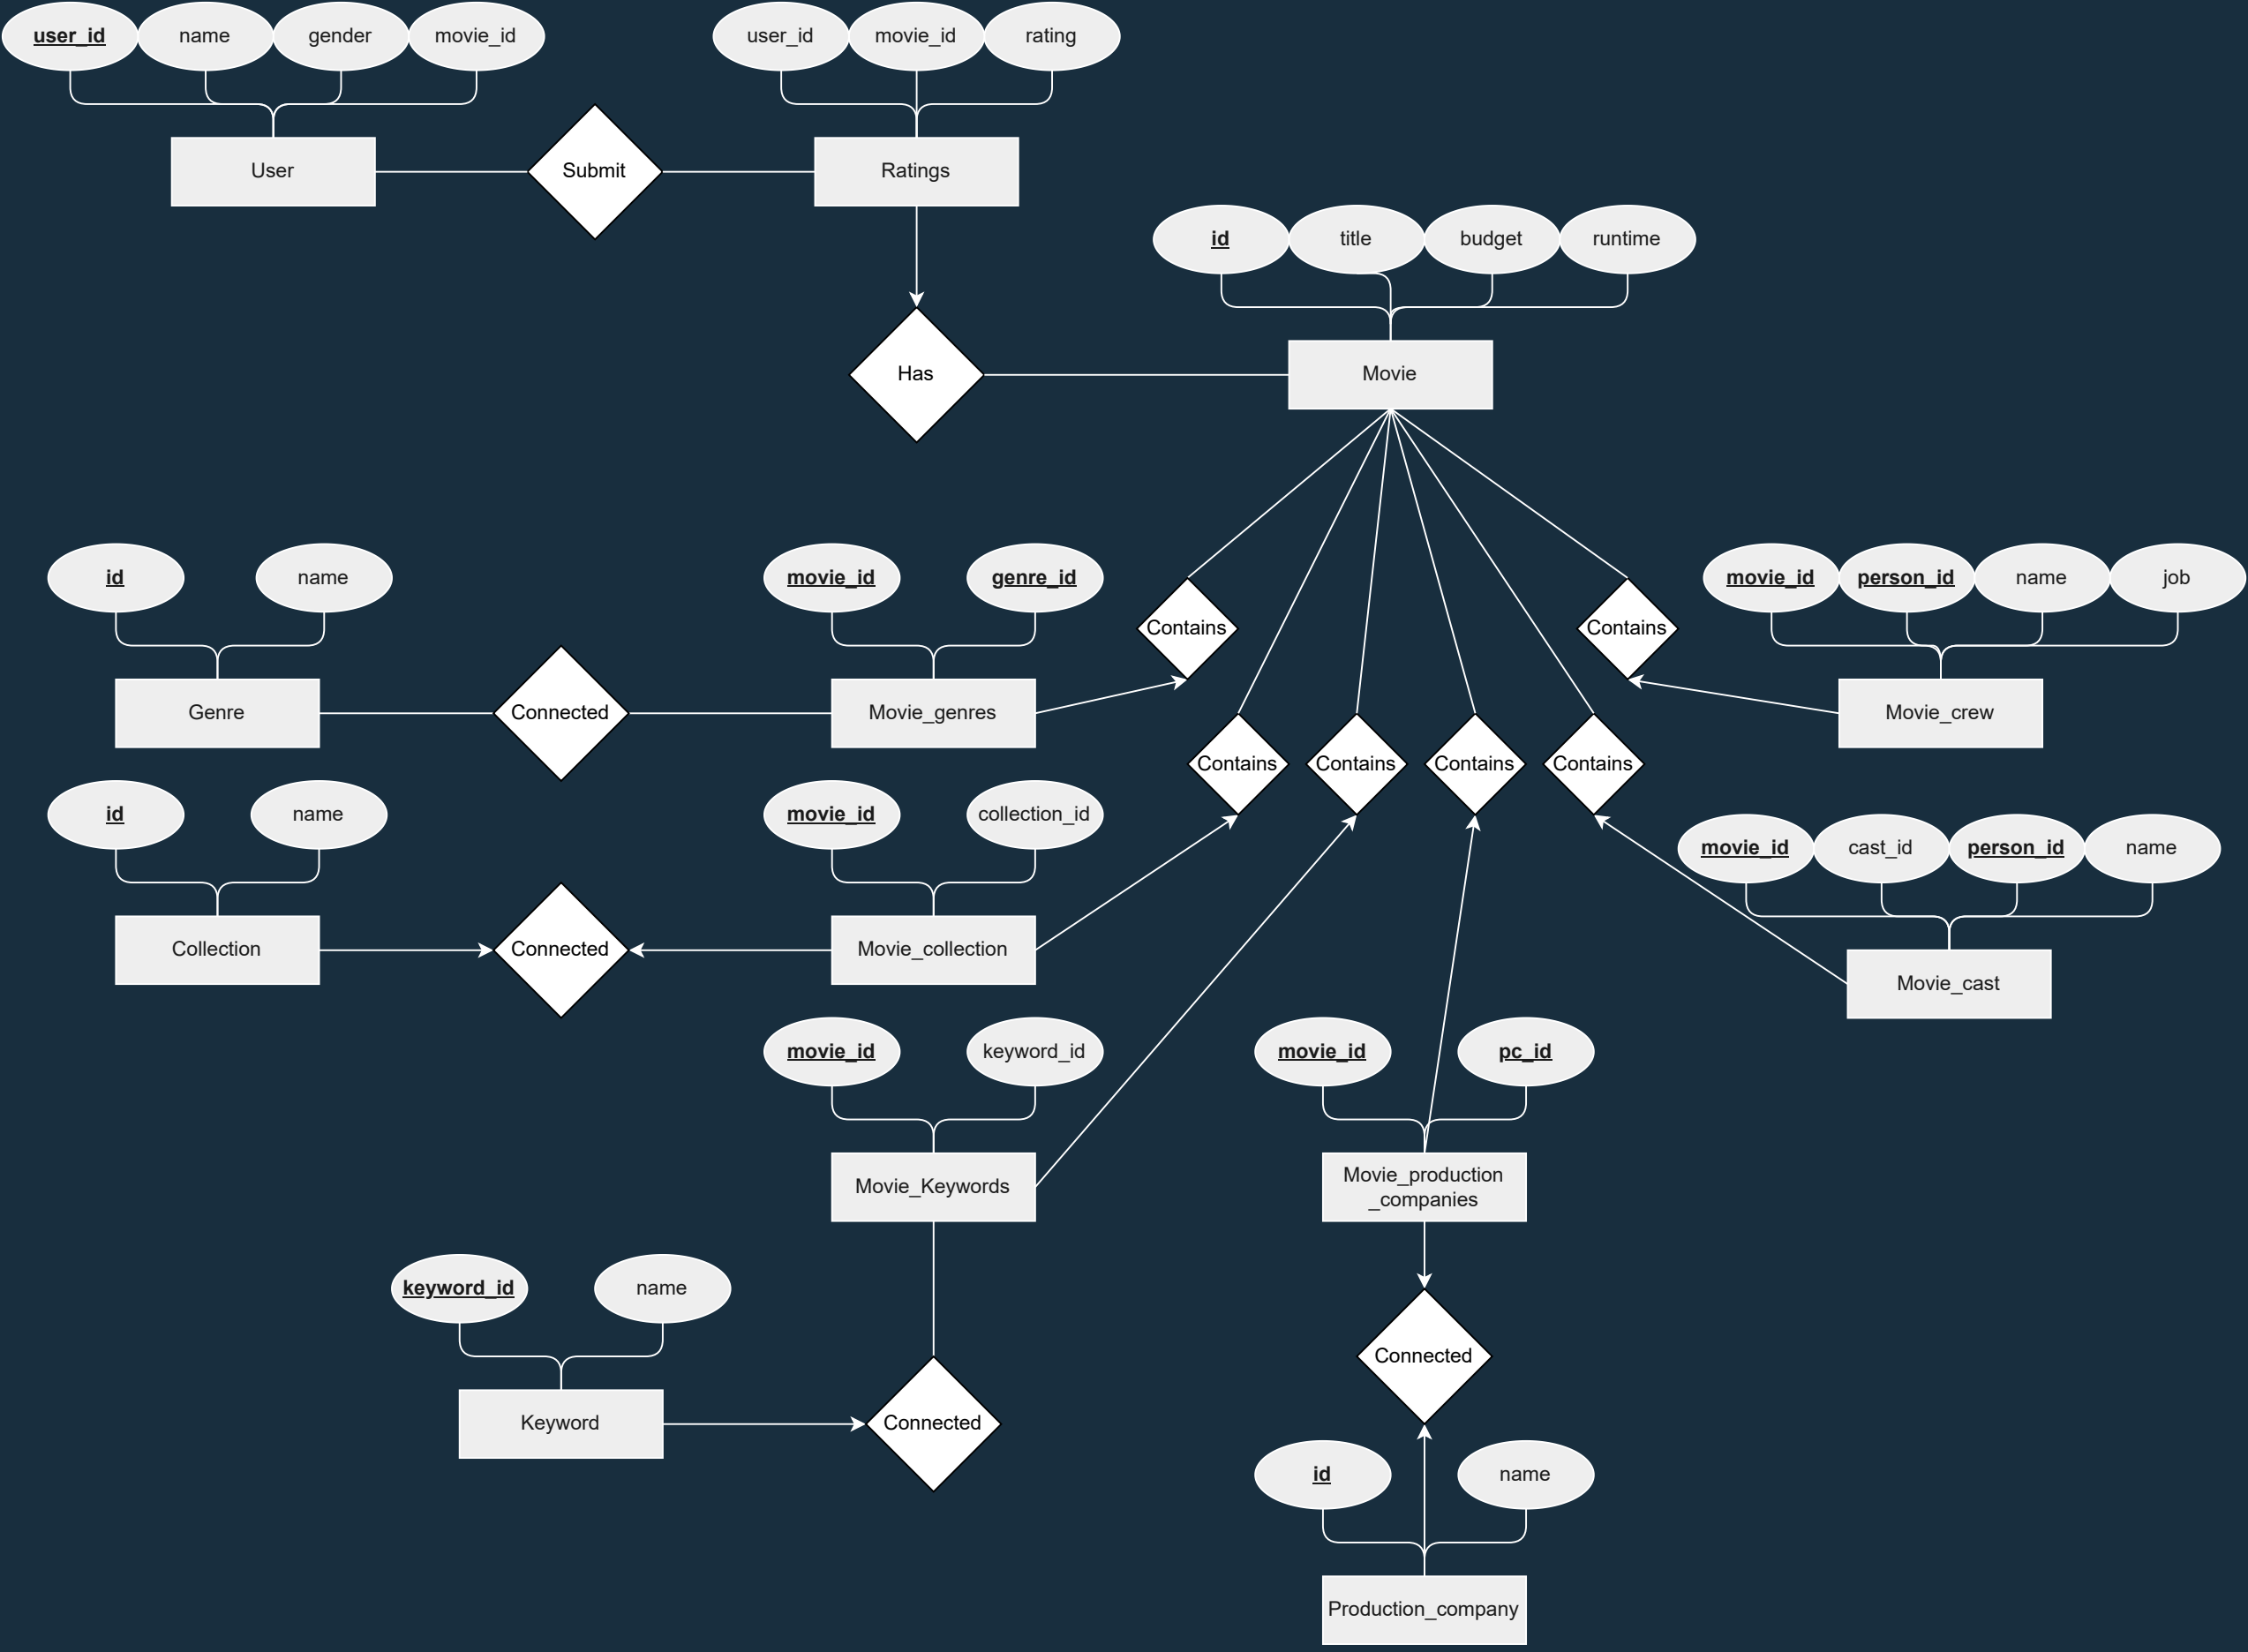 user_id
name
gender
movie_id
user_id
movie_id
rating
User
Submit
Ratings
id
title
budget
runtime
Has
Movie
id
name
movie_id
genre_id
movie_id
person_id
name
job
Contains
Contains
Genre
Connected
Movie_genres
Movie_crew
Contains
Contains
Contains
Contains
id
name
movie_id
collection_id
movie_id
cast_id
person_id
name
Collection
Connected
Movie_collection
Movie_cast
movie_id
keyword_id
movie_id
pc_id
Movie_Keywords
Movie_production
_companies
keyword_id
name
Connected
Keyword
Connected
id
name
Production_company